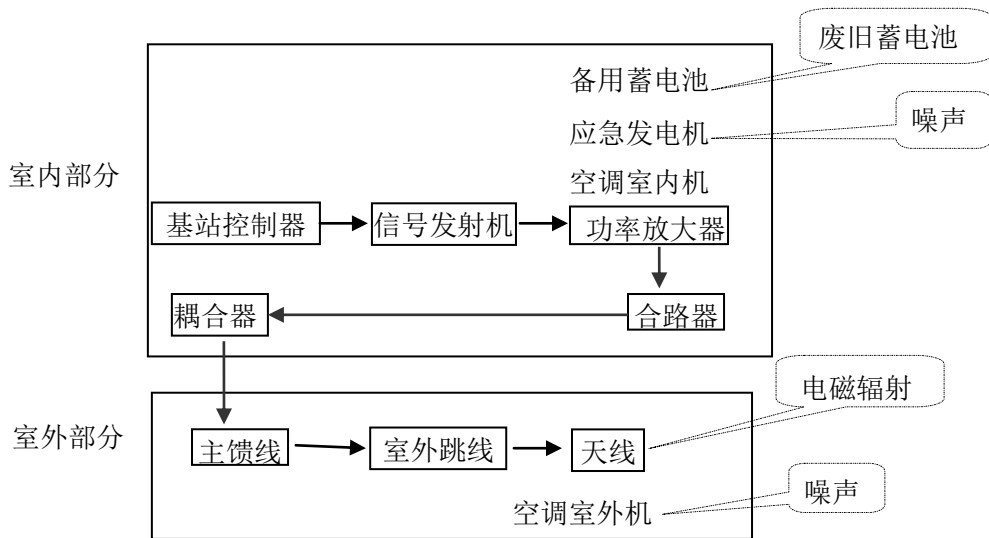 废旧蓄电池
备用蓄电池
噪声
应急发电机
室内部分
空调室内机
基站控制器
信号发射机
功率放大器
耦合器
合路器
电磁辐射
室外部分
主馈线
室外跳线
天线
噪声
空调室外机